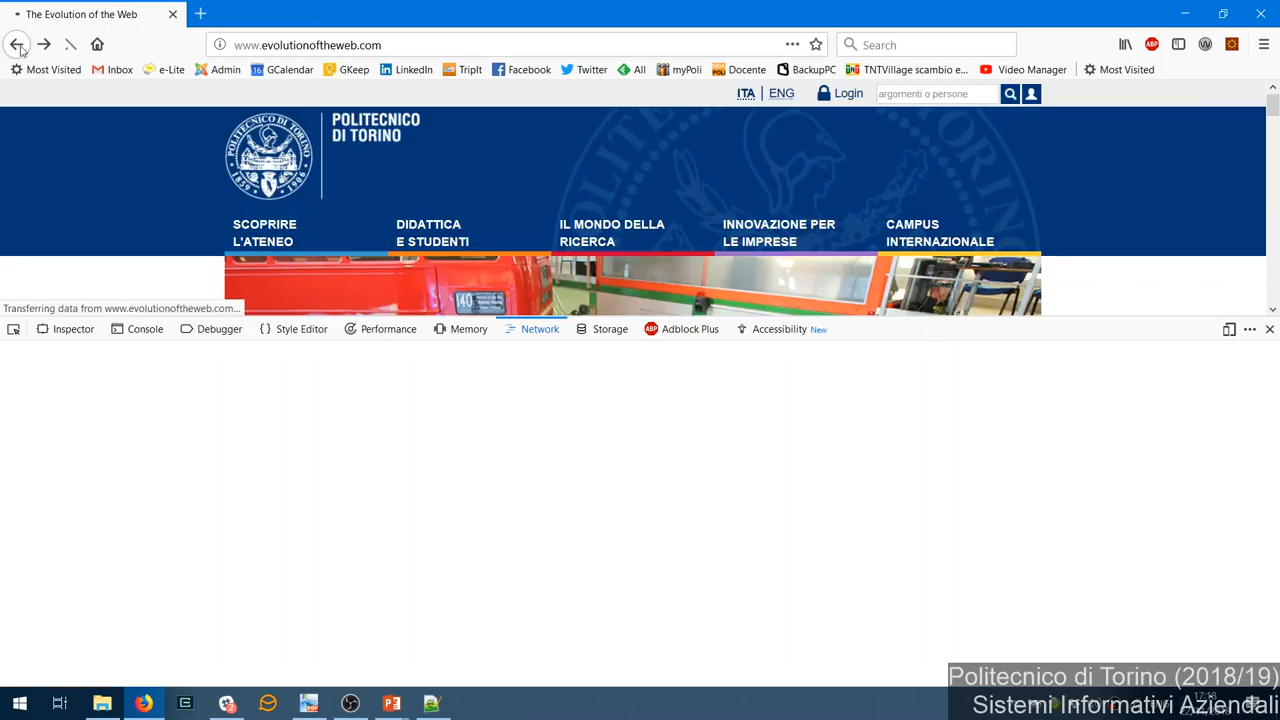 The Evolution of the Web
www.evolutionoftheweb.com
Search
Most Visited
Inbox
e-Lite
Admin
GCalendar
GKeep
LinkedIn
TripIt
Facebook
Twitter
All
myPoli
Docente
BackupPC
TNTVillage scambio e...
Video Manager
Most Visited
ITA | ENG
Login
argomenti o persone
POLITECNICO
DI TORINO
SCOPRIRE
L'ATENEO
DIDATTICA
E STUDENTI
IL MONDO DELLA
RICERCA
INNOVAZIONE PER
LE IMPRESE
CAMPUS
INTERNAZIONALE
140
Transferring data from www.evolutionoftheweb.com...
Inspector
Console
Debugger
Style Editor
Performance
Memory
Network
Storage
Adblock Plus
Accessibility New
Politecnico di Torino (2018/19)
17:18
Sistemi Informativi Aziendali